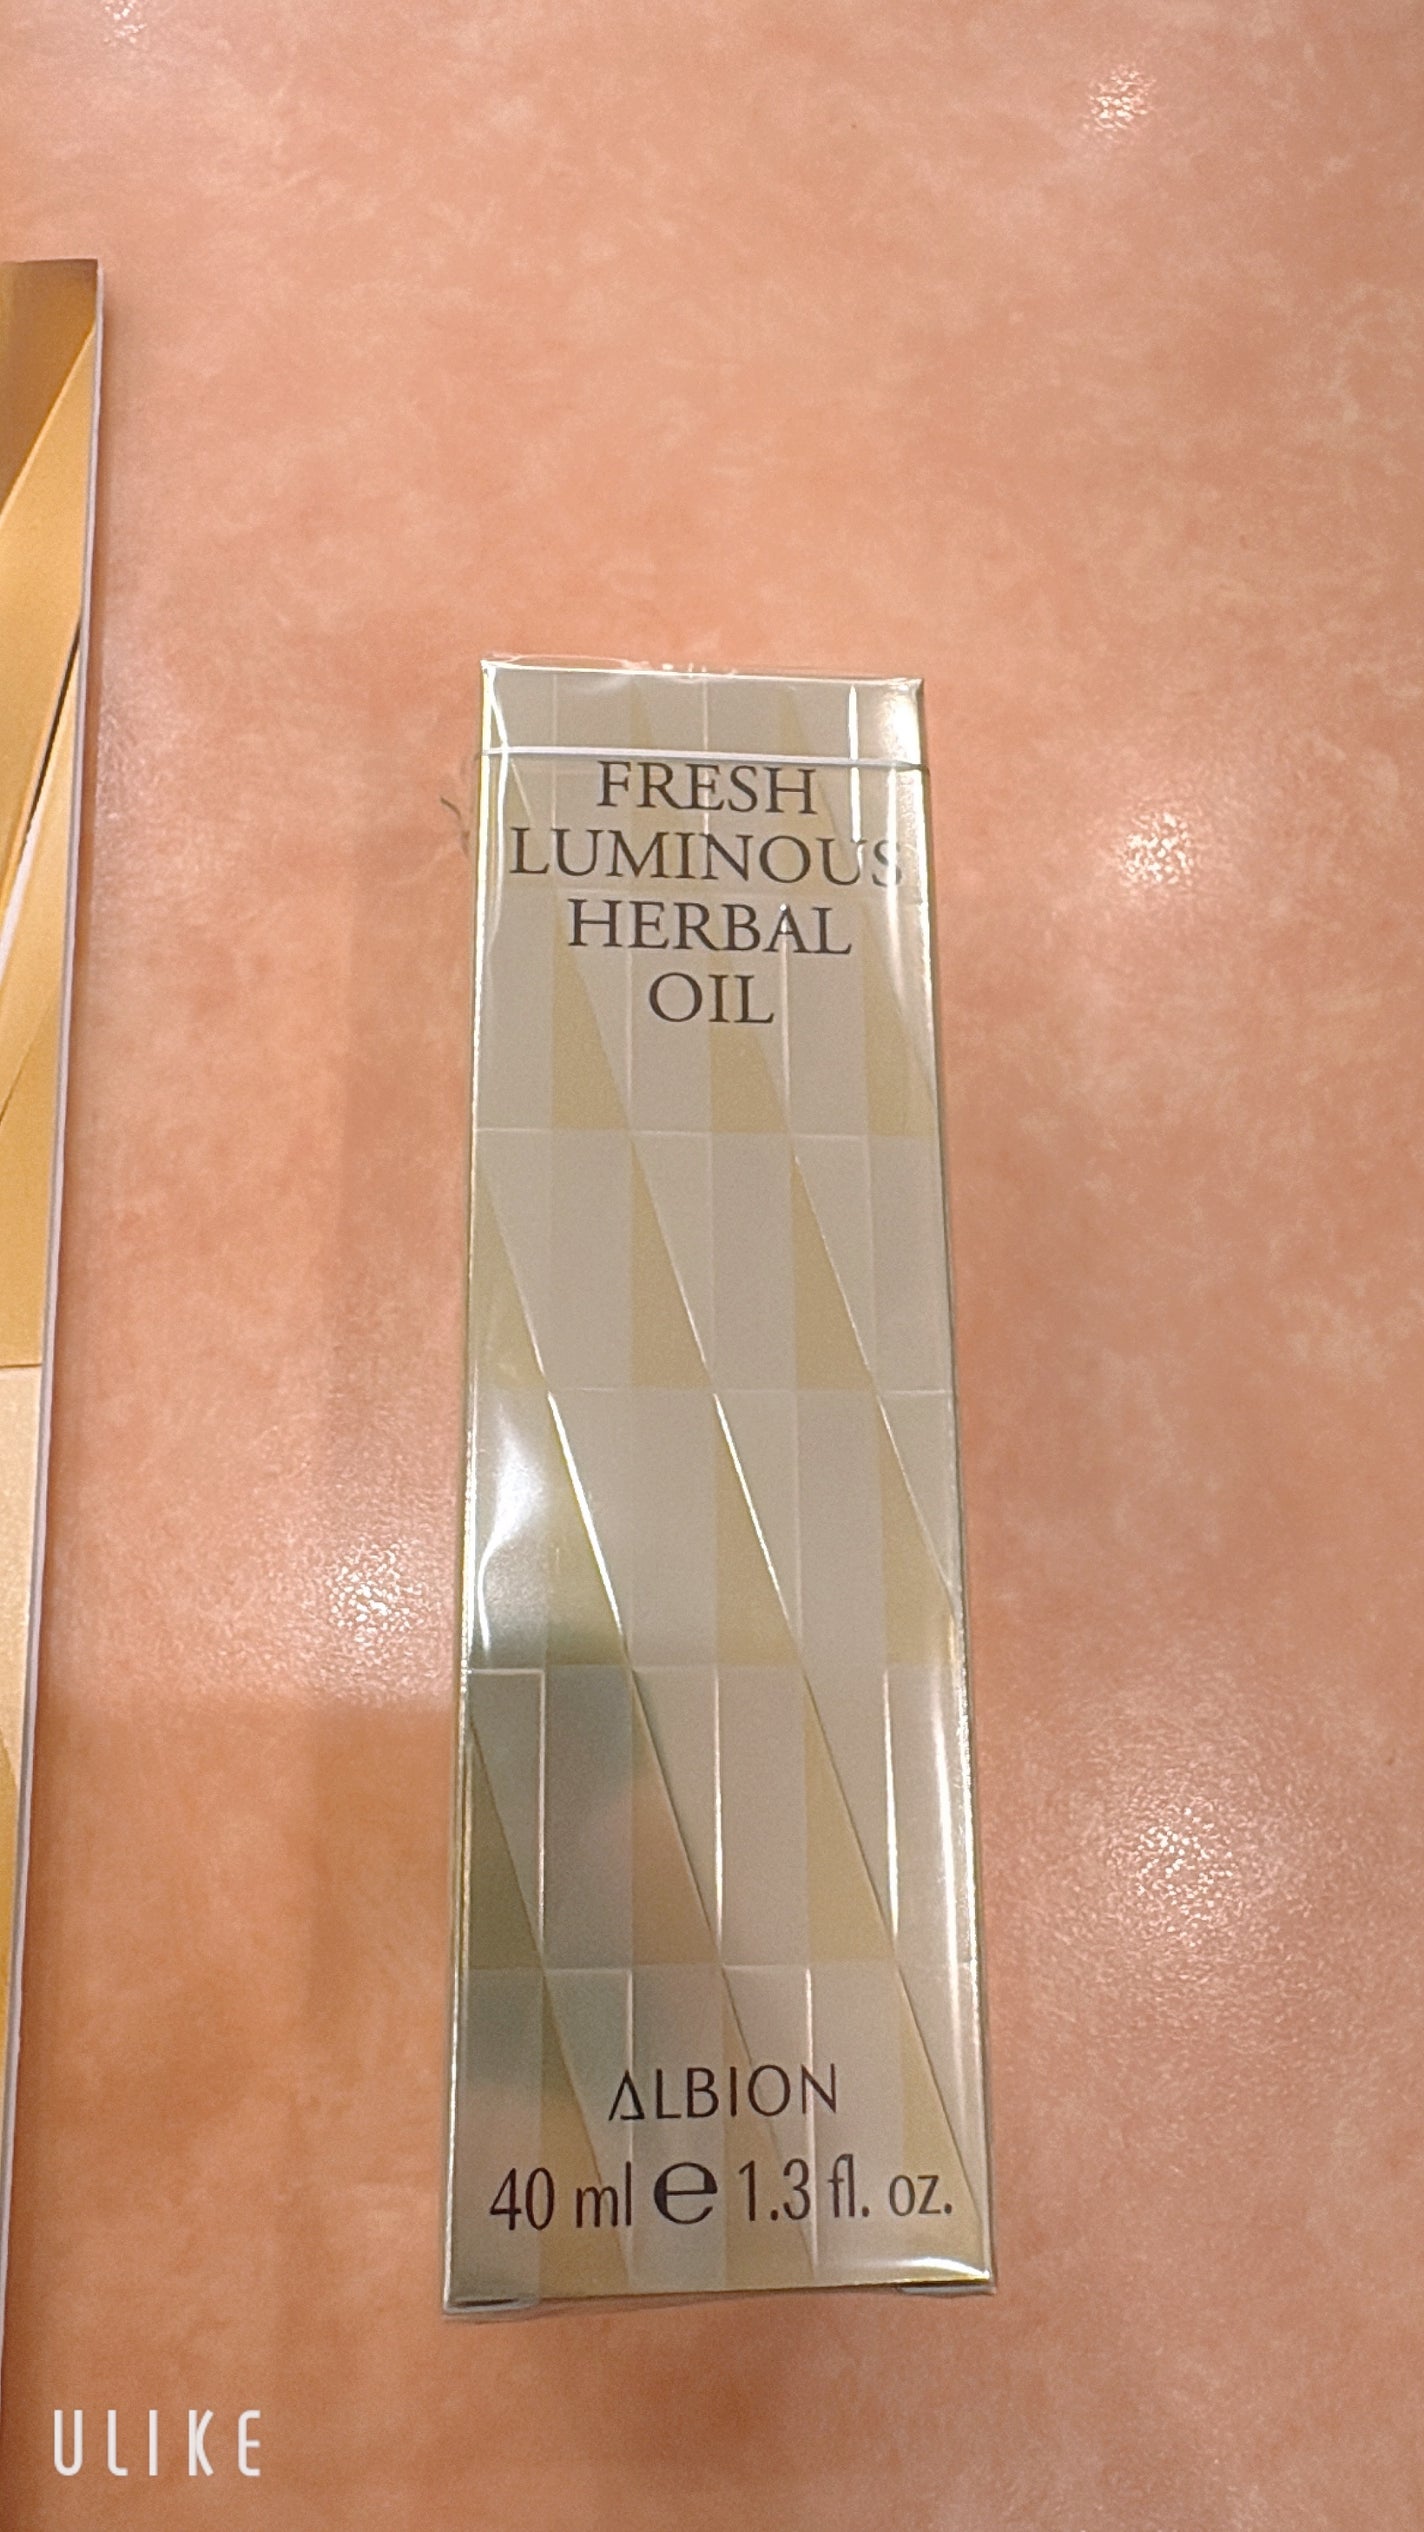 FRESH
LUMINOUS
HERBAL
OIL
ALBION
40 ml ℮ 1.3 fl. oz.
ULIKE